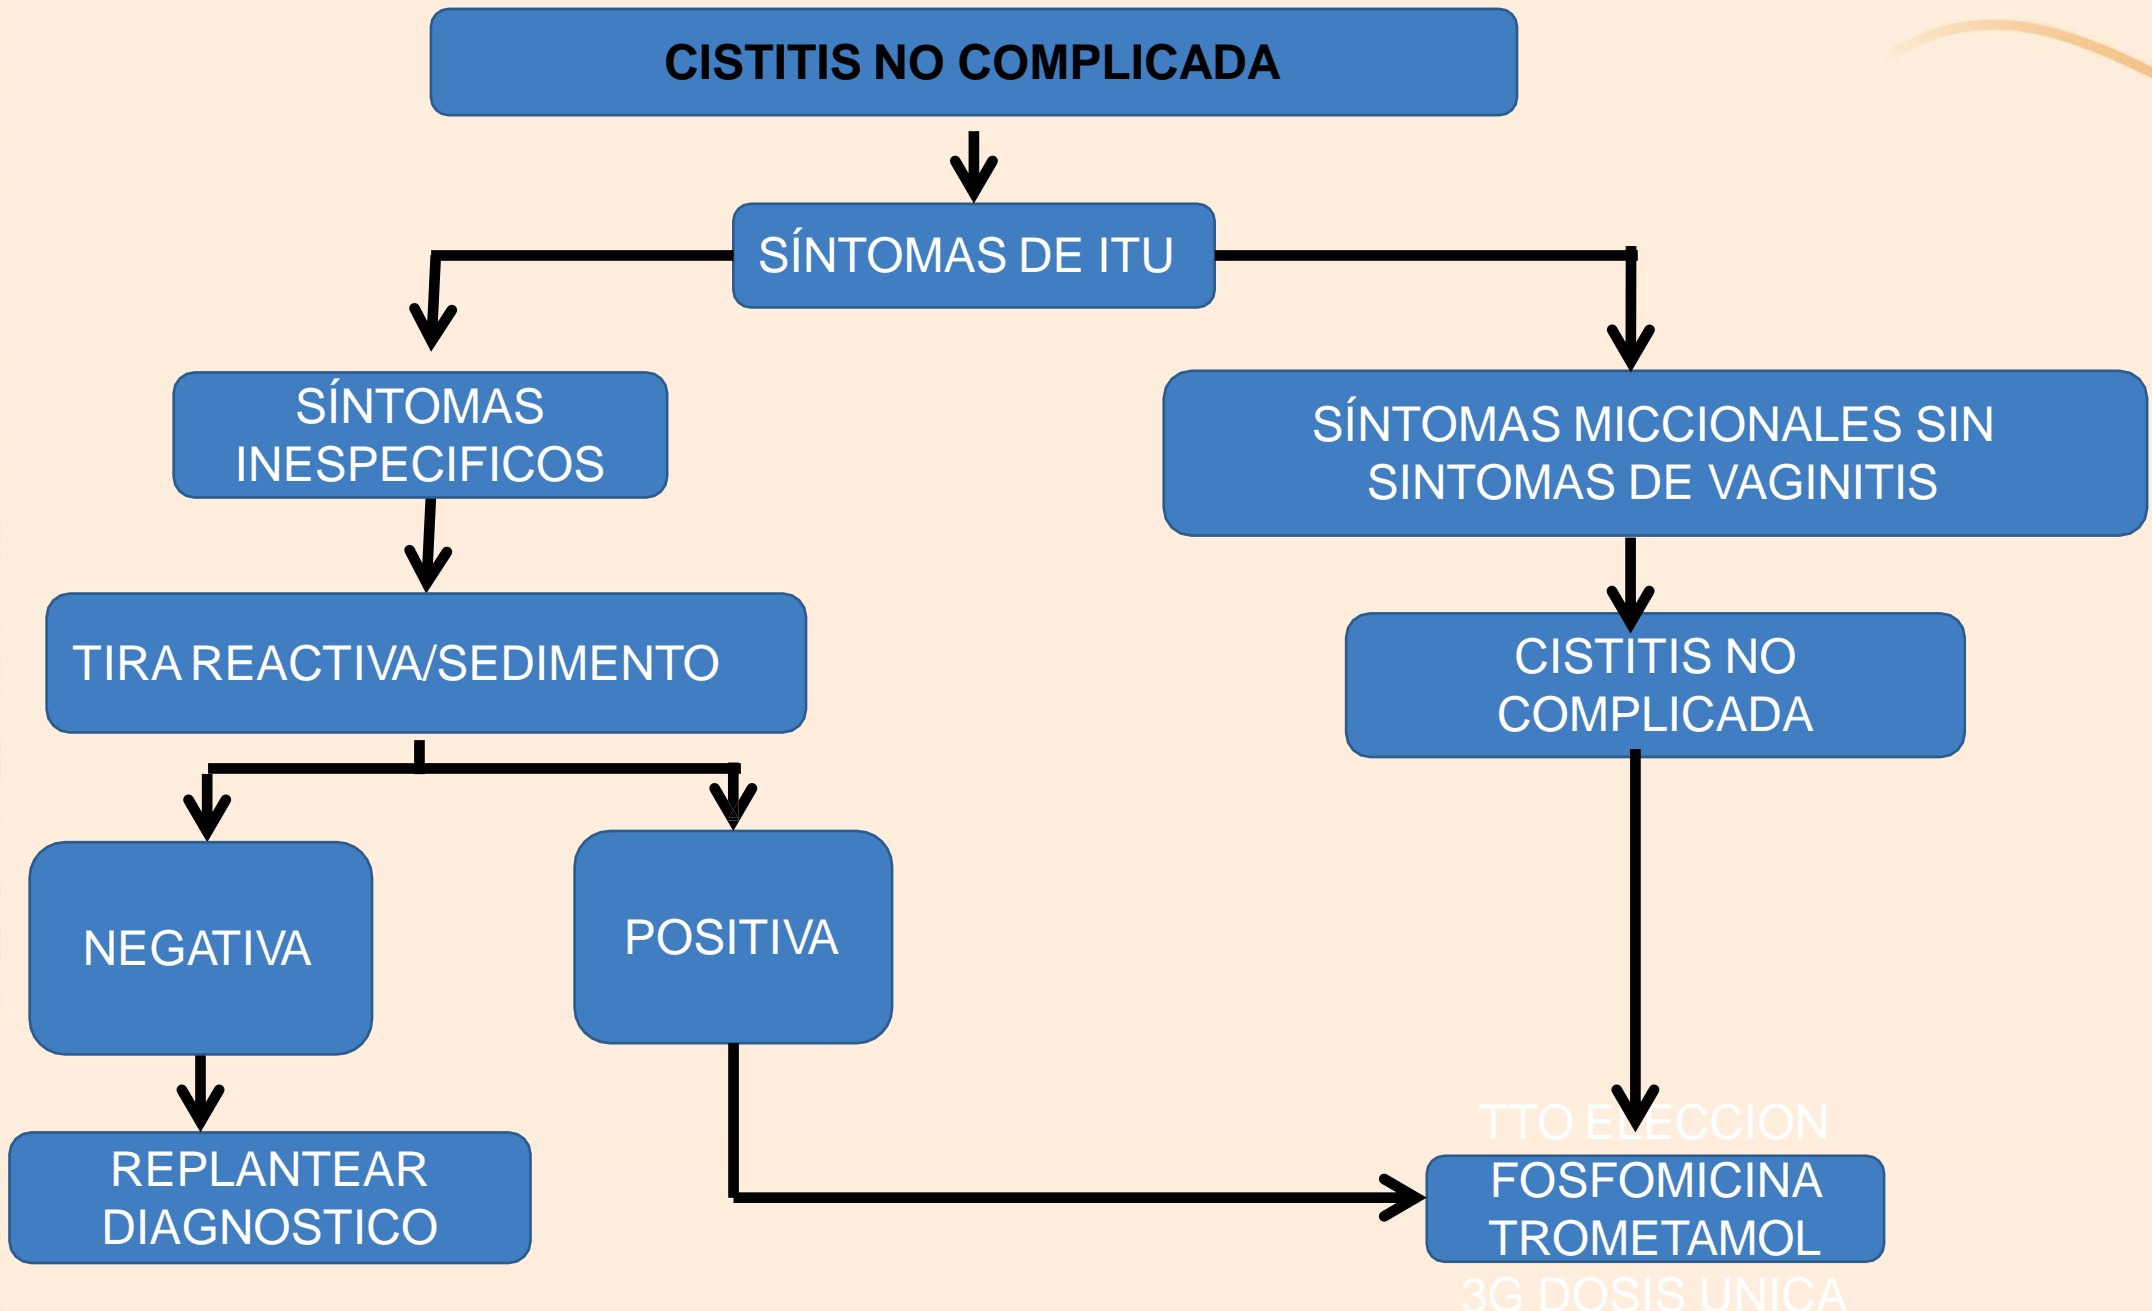 CISTITIS NO COMPLICADA
SÍNTOMAS DE ITU
SÍNTOMAS
INESPECIFICOS
SÍNTOMAS MICCIONALES SIN
SINTOMAS DE VAGINITIS
TIRA REACTIVA/SEDIMENTO
CISTITIS NO
COMPLICADA
NEGATIVA
POSITIVA
REPLANTEAR
DIAGNOSTICO
TTO ELECCION
FOSFOMICINA
TROMETAMOL
3G DOSIS UNICA